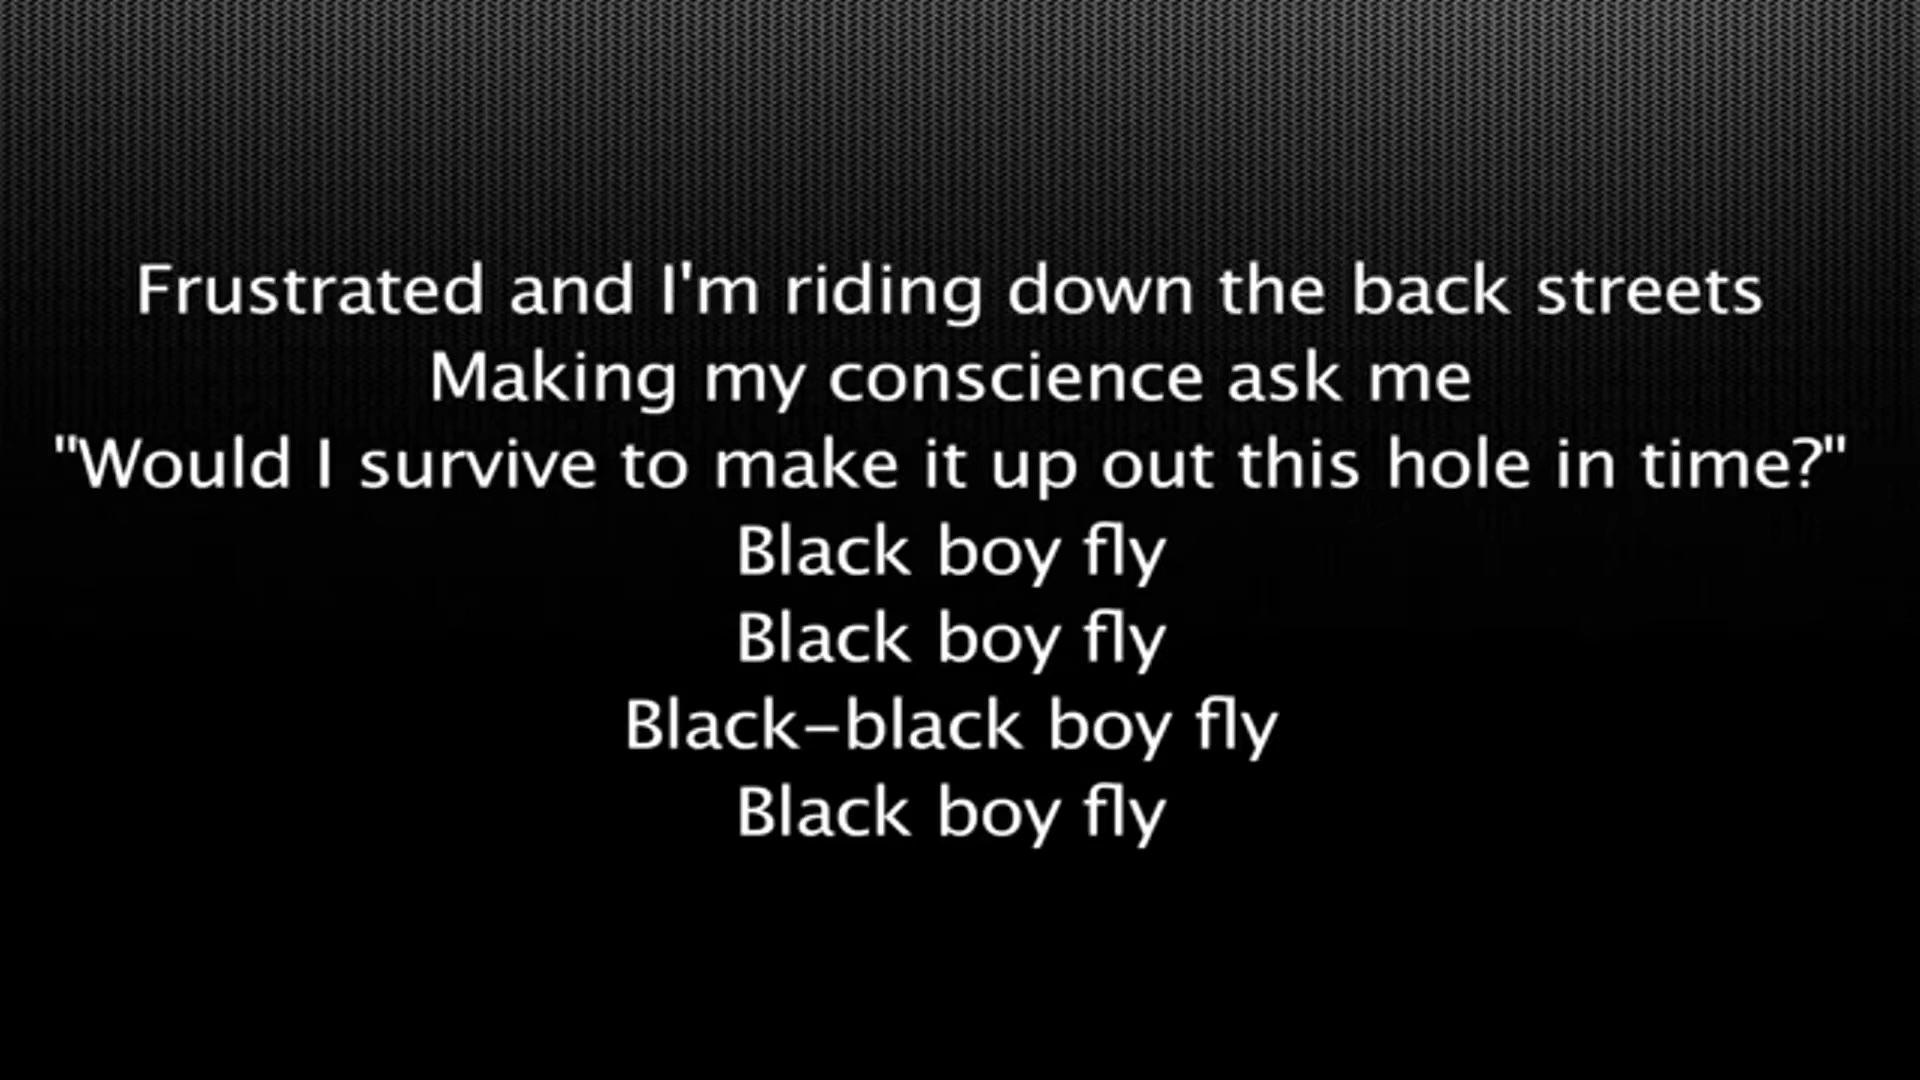 Frustrated and I'm riding down the back streets
Making my conscience ask me
"Would I survive to make it up out this hole in time?"
Black boy fly
Black boy fly
Black-black boy fly
Black boy fly